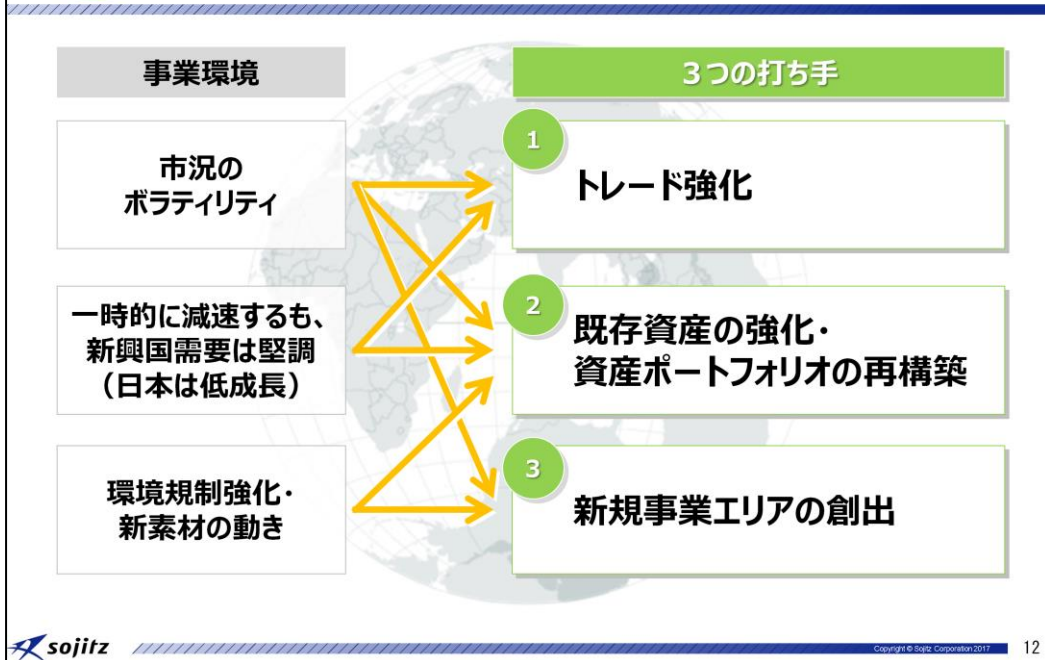 事業環境
3つの打ち手
市況の
ボラティリティ
1
トレード強化
一時的に減速するも、
新興国需要は堅調
（日本は低成長）
2
既存資産の強化・
資産ポートフォリオの再構築
環境規制強化・
新素材の動き
3
新規事業エリアの創出
sojitz
Copyright © Sojitz Corporation 2017
12